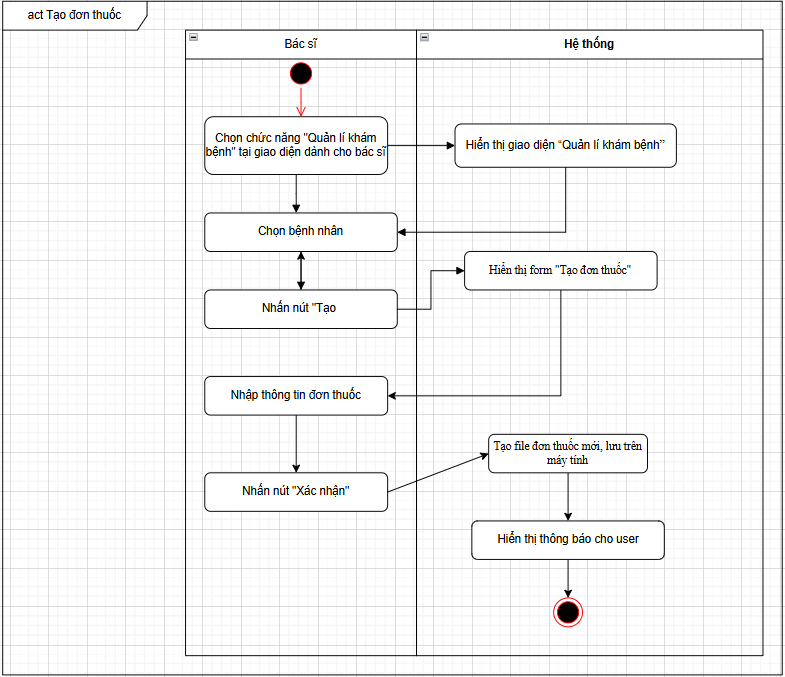 act Tạo đơn thuốc
Bác sĩ
Hệ thống
Chọn chức năng "Quản lí khám
bệnh" tại giao diện dành cho bác sĩ
Hiển thị giao diện “Quản lí khám bệnh”
Chọn bệnh nhân
Hiển thị form "Tạo đơn thuốc"
Nhấn nút "Tạo
Nhập thông tin đơn thuốc
Tạo file đơn thuốc mới, lưu trên
máy tính
Nhấn nút "Xác nhận"
Hiển thị thông báo cho user